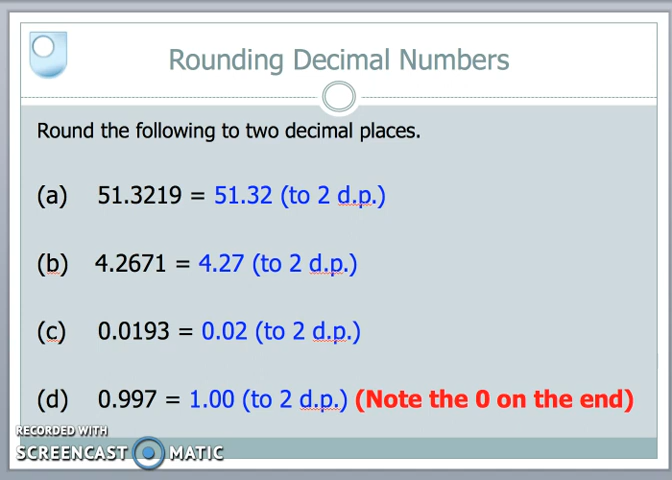 Rounding Decimal Numbers
Round the following to two decimal places.
(a) 51.3219 = 51.32 (to 2 d.p.)
(b) 4.2671 = 4.27 (to 2 d.p.)
(c) 0.0193 = 0.02 (to 2 d.p.)
(d) 0.997 = 1.00 (to 2 d.p.) (Note the 0 on the end)
RECORDED WITH
SCREENCAST MATIC